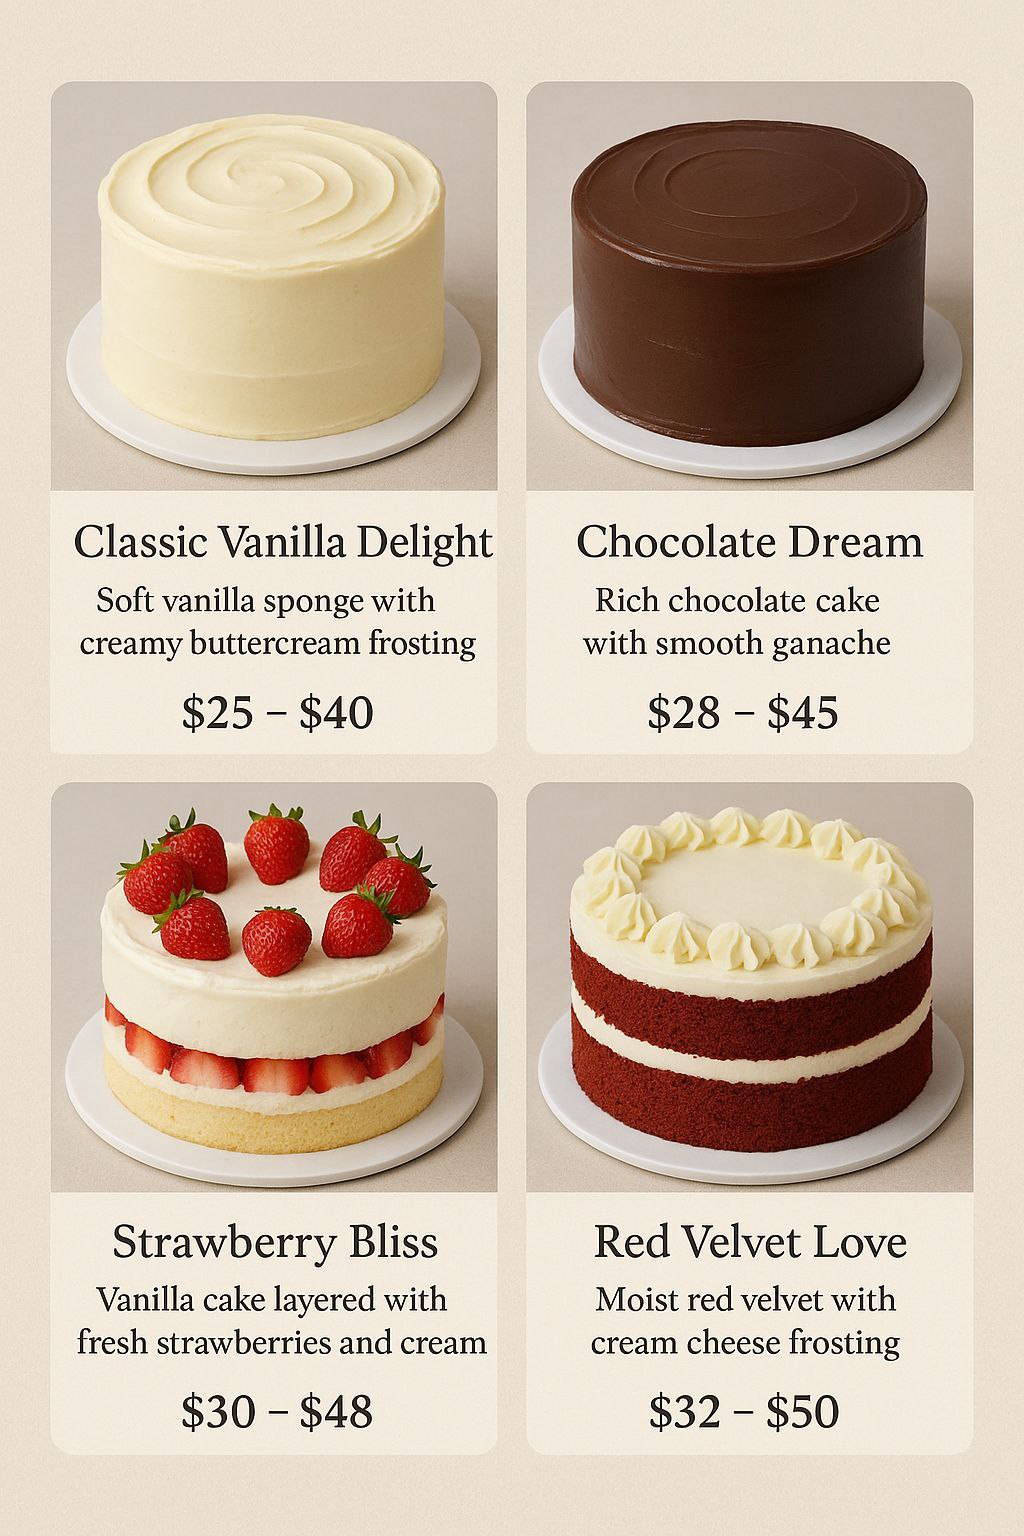 Classic Vanilla Delight
Soft vanilla sponge with
creamy buttercream frosting
$25 – $40
Chocolate Dream
Rich chocolate cake
with smooth ganache
$28 – $45
Strawberry Bliss
Vanilla cake layered with
fresh strawberries and cream
$30 – $48
Red Velvet Love
Moist red velvet with
cream cheese frosting
$32 – $50